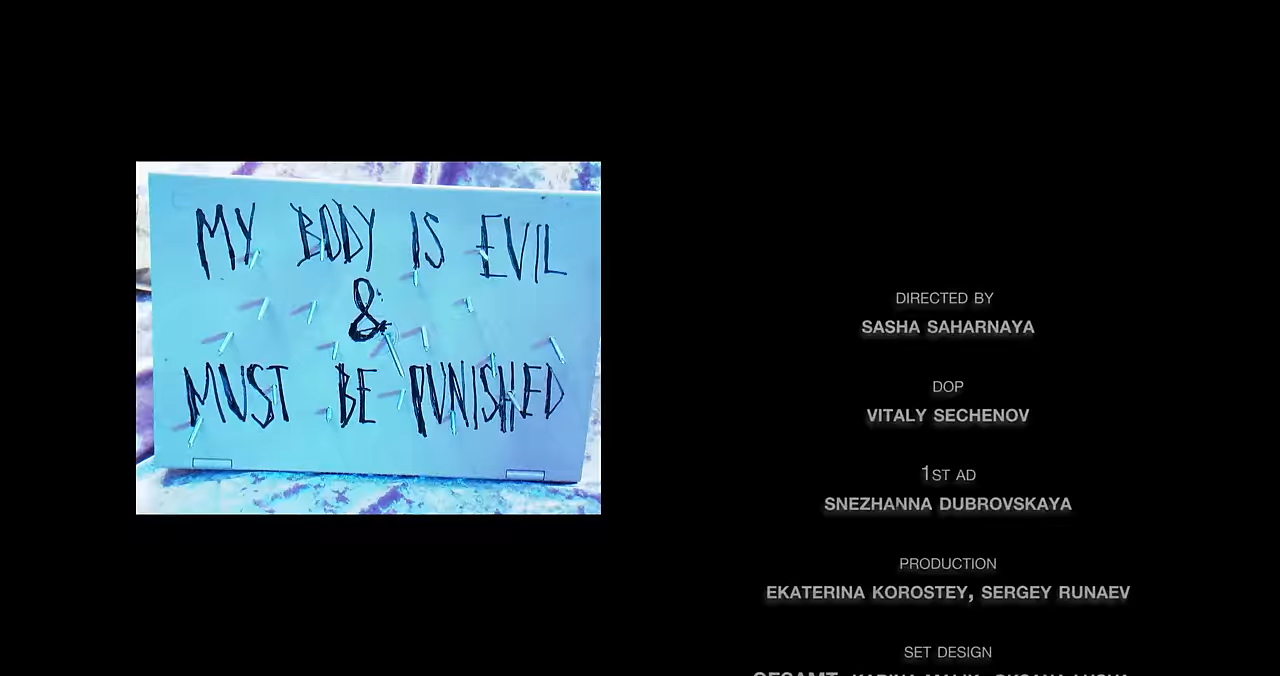 MY BODY IS EVIL
&
MUST BE PUNISHED
DIRECTED BY
SASHA SAHARNAYA
DOP
VITALY SECHENOV
1ST AD
SNEZHANNA DUBROVSKAYA
PRODUCTION
EKATERINA KOROSTEY, SERGEY RUNAEV
SET DESIGN